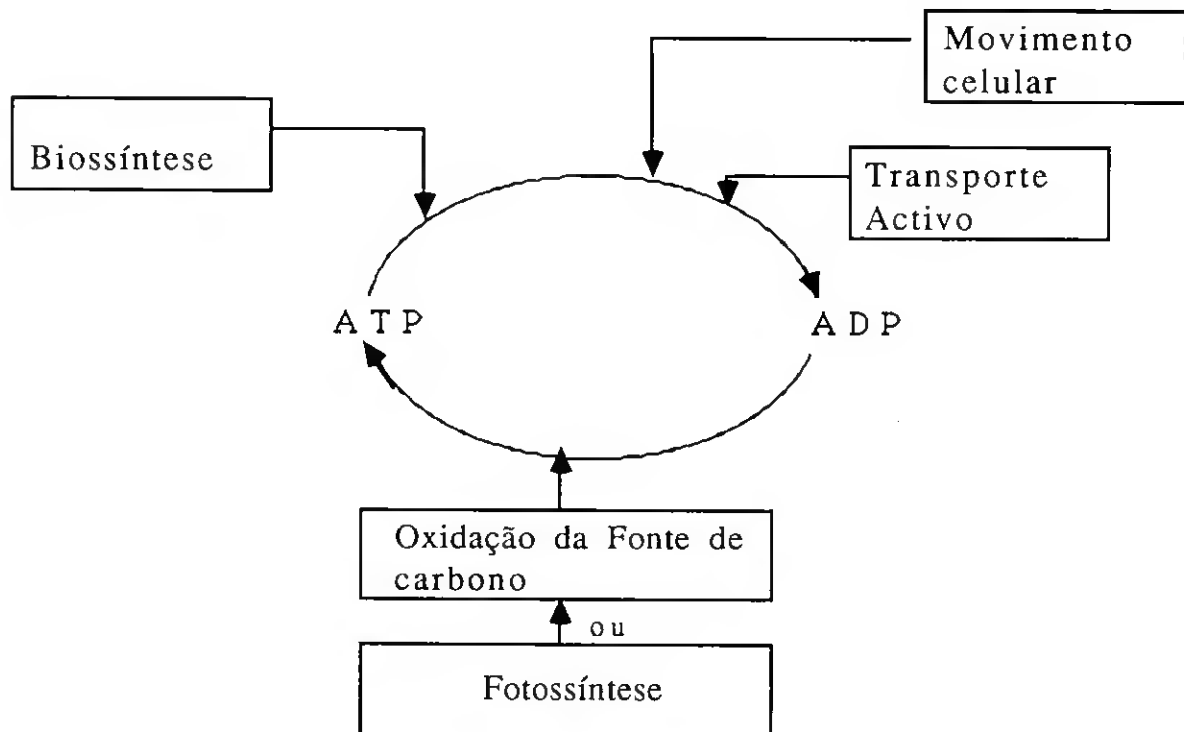 Movimento
celular
Biossíntese
Transporte
Activo
ATP
ADP
Oxidação da Fonte de
carbono
ou
Fotossíntese